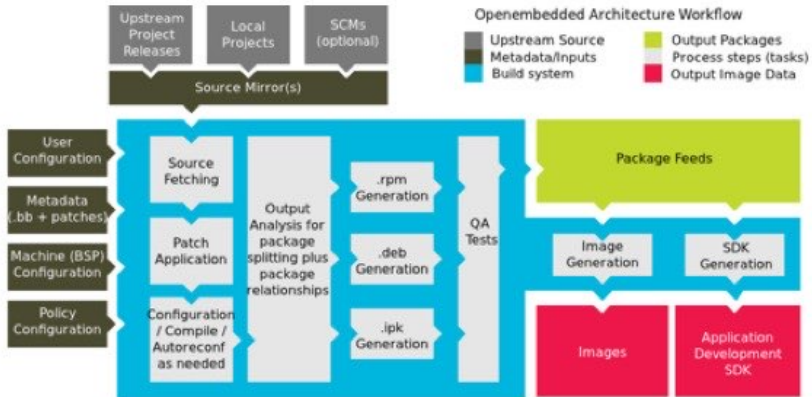 Openembedded Architecture Workflow
Upstream Source
Metadata/Inputs
Build system
Output Packages
Process steps (tasks)
Output Image Data
Upstream
Project
Releases
Local
Projects
SCMs
(optional)
Source Mirror(s)
User
Configuration
Metadata
(.bb + patches)
Machine (BSP)
Configuration
Policy
Configuration
Source
Fetching
Patch
Application
Configuration
/ Compile /
Autoreconf
as needed
Output
Analysis for
package
splitting plus
package
relationships
.rpm
Generation
.deb
Generation
.ipk
Generation
QA
Tests
Package Feeds
Image
Generation
SDK
Generation
Images
Application
Development
SDK